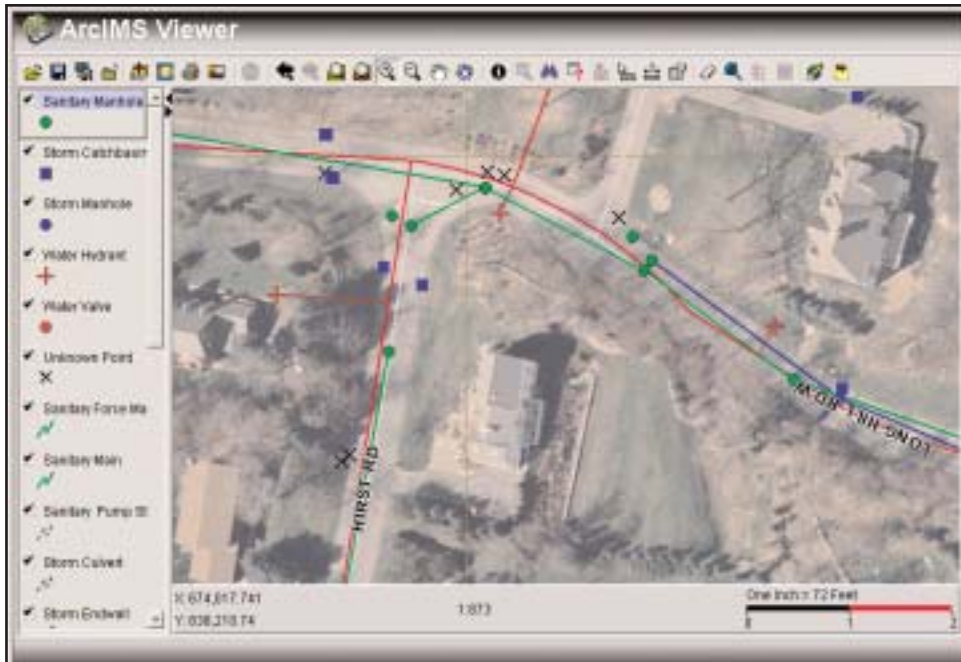 ArcIMS Viewer
Sanitary Manhole
Storm Catchbasin
Storm Manhole
Water Hydrant
Water Valve
Unknown Point
Sanitary Force Ma
Sanitary Main
Sanitary Pump St
Storm Culvert
Storm Endwall
HIRST RD
LONG HILL RD W
X: 674,817.741
Y: 838,218.74
1:873
One Inch = 72 Feet
0 1 2